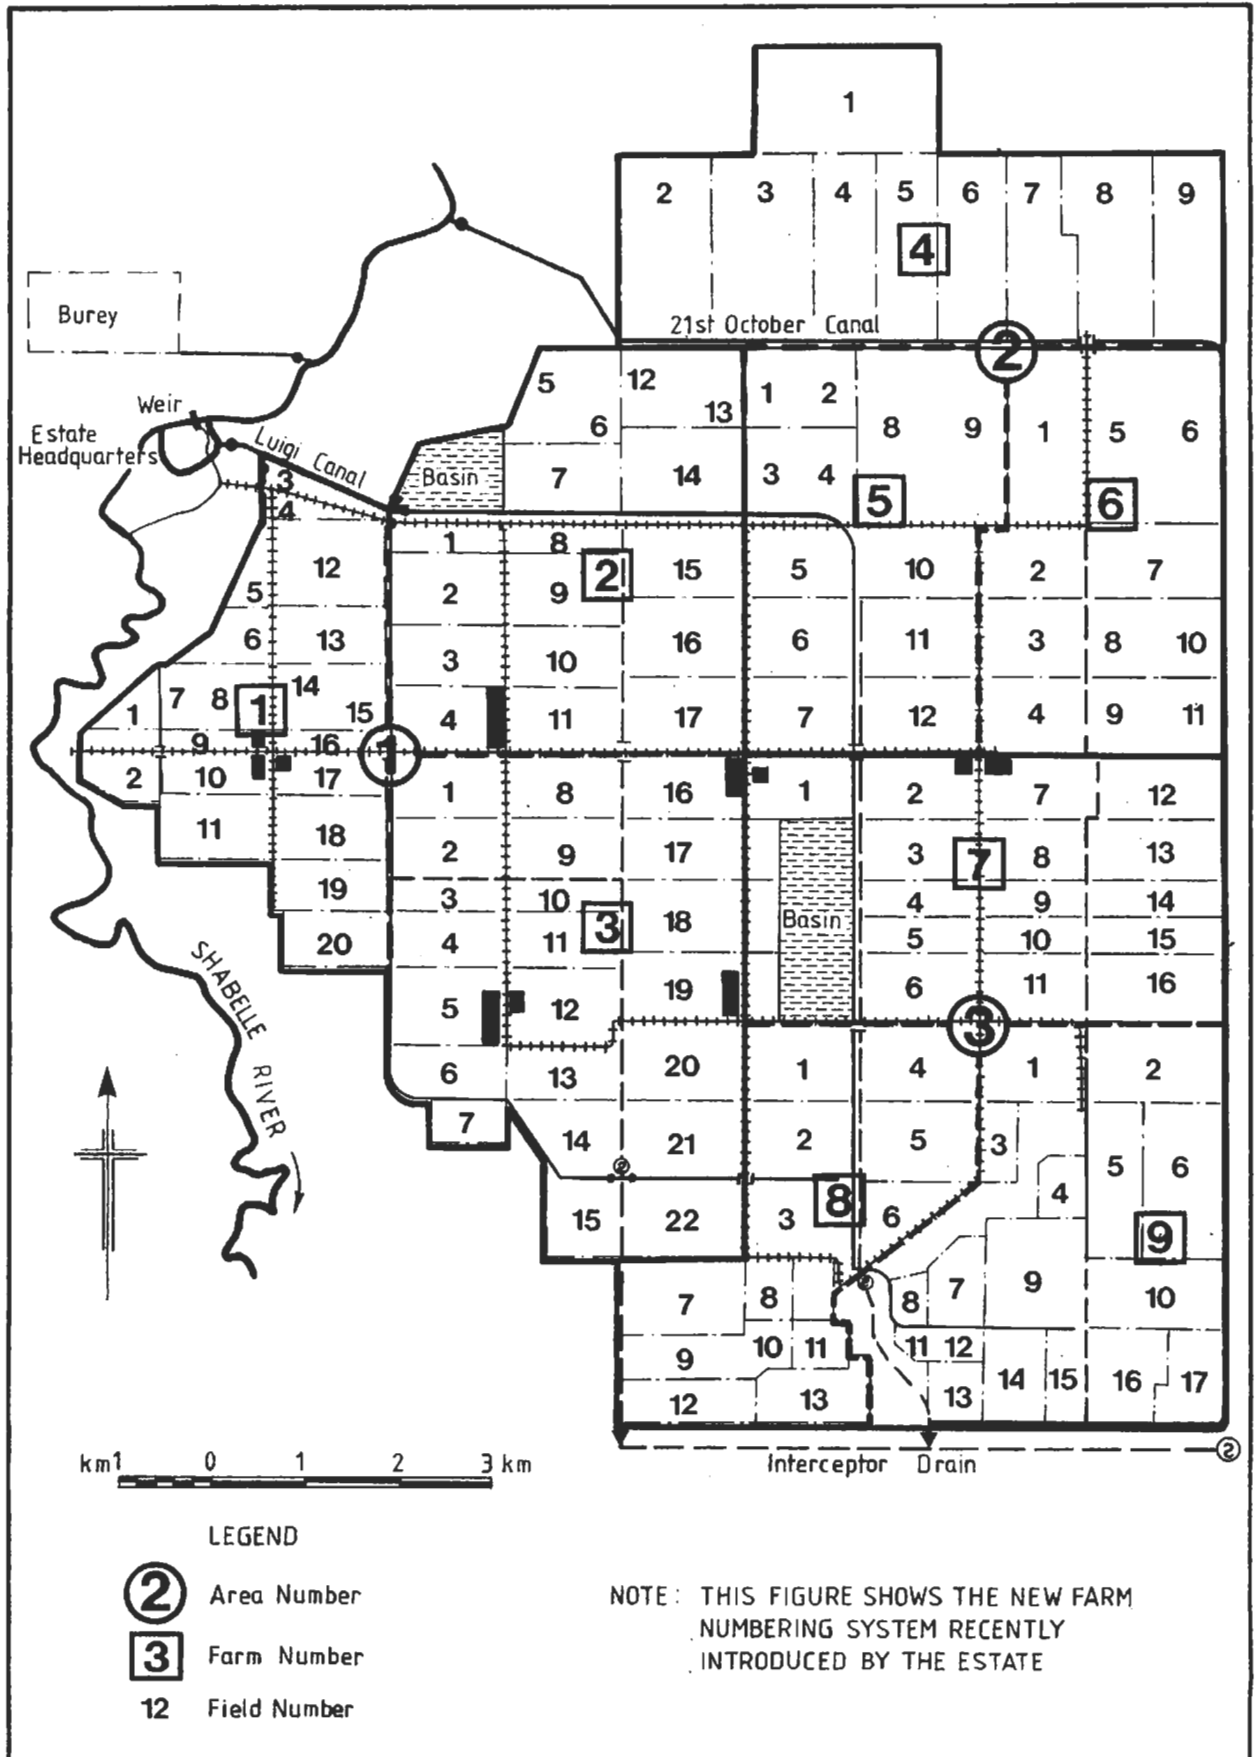 1
2 3 4 5 6 7 8 9
4
21st October Canal
2
Burey
Weir
Estate
Headquarters
Luigi Canal
Basin
5 12
6 13
7 14
1 2
3 4
8 9
5
1 5 6
6
3
4
12
5
6 13
7 8 1 14
1 15
9 16
2 10 17
11 18
19
20
1
1 8
2
2 9 15
3 10 16
4 11 17
5 10 2 7
6 11 3 8 10
7 12 4 9 11
1 8 16
2 9 17
3 10
3
4 11 18
5 12 19
6 13 20
7
14 21
15 22
1
Basin
2 7 12
3 7 8 13
4 9 14
5 10 15
6 11 16
3
1 4 1 2
2 5 3 5 6
4
8
3 6
9
7 8
8 7 9 10
9 10 11
11 12
12 13
13 14 15 16 17
2
2
SHABELLE RIVER
Interceptor Drain
2
km1 0 1 2 3 km
LEGEND
2 Area Number
3 Farm Number
12 Field Number
NOTE: THIS FIGURE SHOWS THE NEW FARM
NUMBERING SYSTEM RECENTLY
INTRODUCED BY THE ESTATE